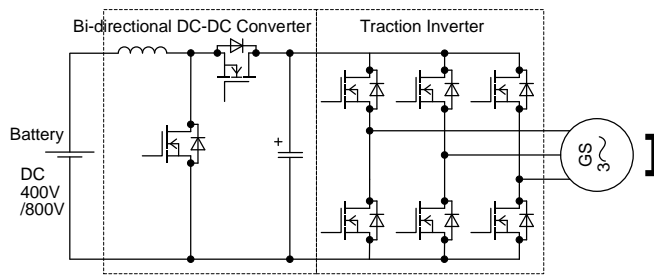 Bi-directional DC-DC Converter
Traction Inverter
Battery
DC
400V
/800V
+
GS
3~